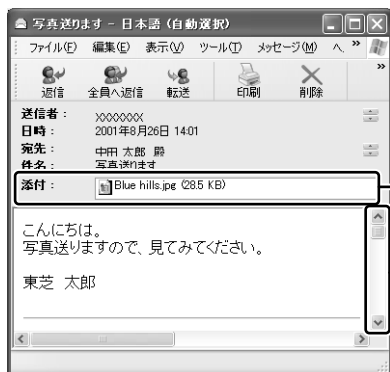 写真送ります - 日本語 (自動選択)
ファイル(F) 編集(E) 表示(V) ツール(T) メッセージ(M) ヘ »
返信 全員へ返信 転送 印刷 削除 »
送信者： xxxxxxxx
日時： 2001年8月26日 14:01
宛先： 中田 太郎 殿
件名： 写真送ります
添付： Blue hills.jpg (28.5 KB)
こんにちは。
写真送りますので、見てみてください。
東芝 太郎